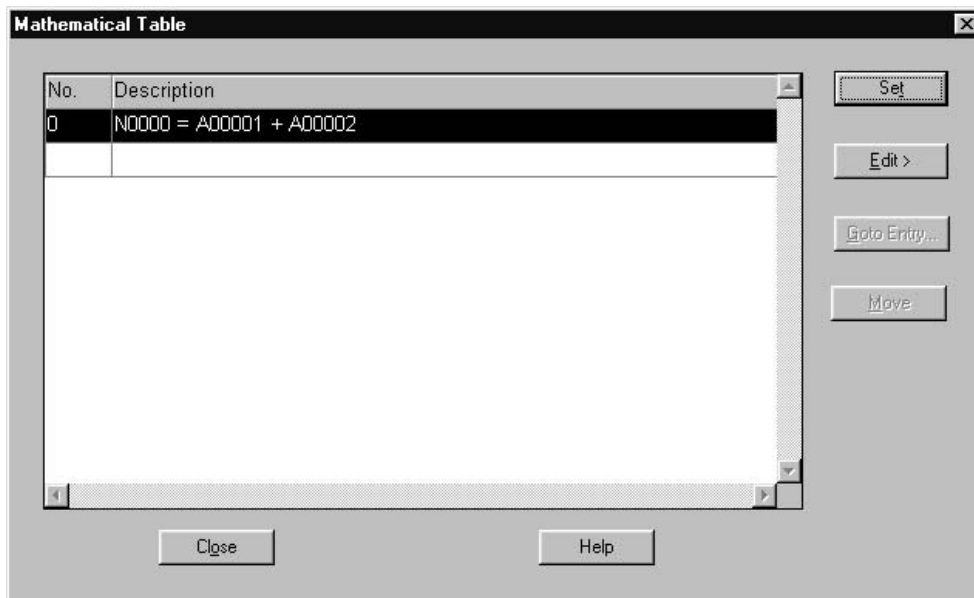 Mathematical Table
No. Description
0 N0000 = A00001 + A00002
Set
Edit >
Goto Entry...
Move
Close Help